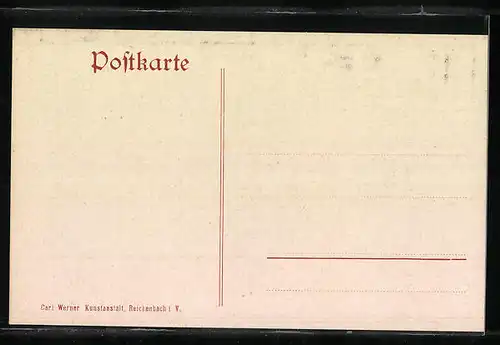 Postkarte
Carl Werner Kunstanstalt, Reichenbach i. V.